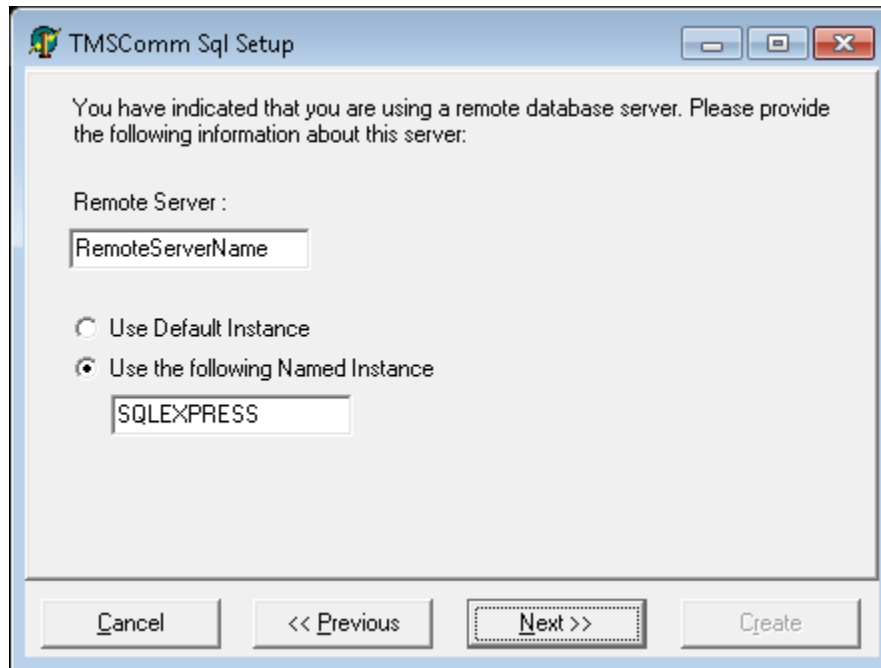 TMSComm Sql Setup
You have indicated that you are using a remote database server. Please provide
the following information about this server:
Remote Server :
RemoteServerName
Use Default Instance
Use the following Named Instance
SQLEXPRESS
Cancel
<< Previous
Next >>
Create